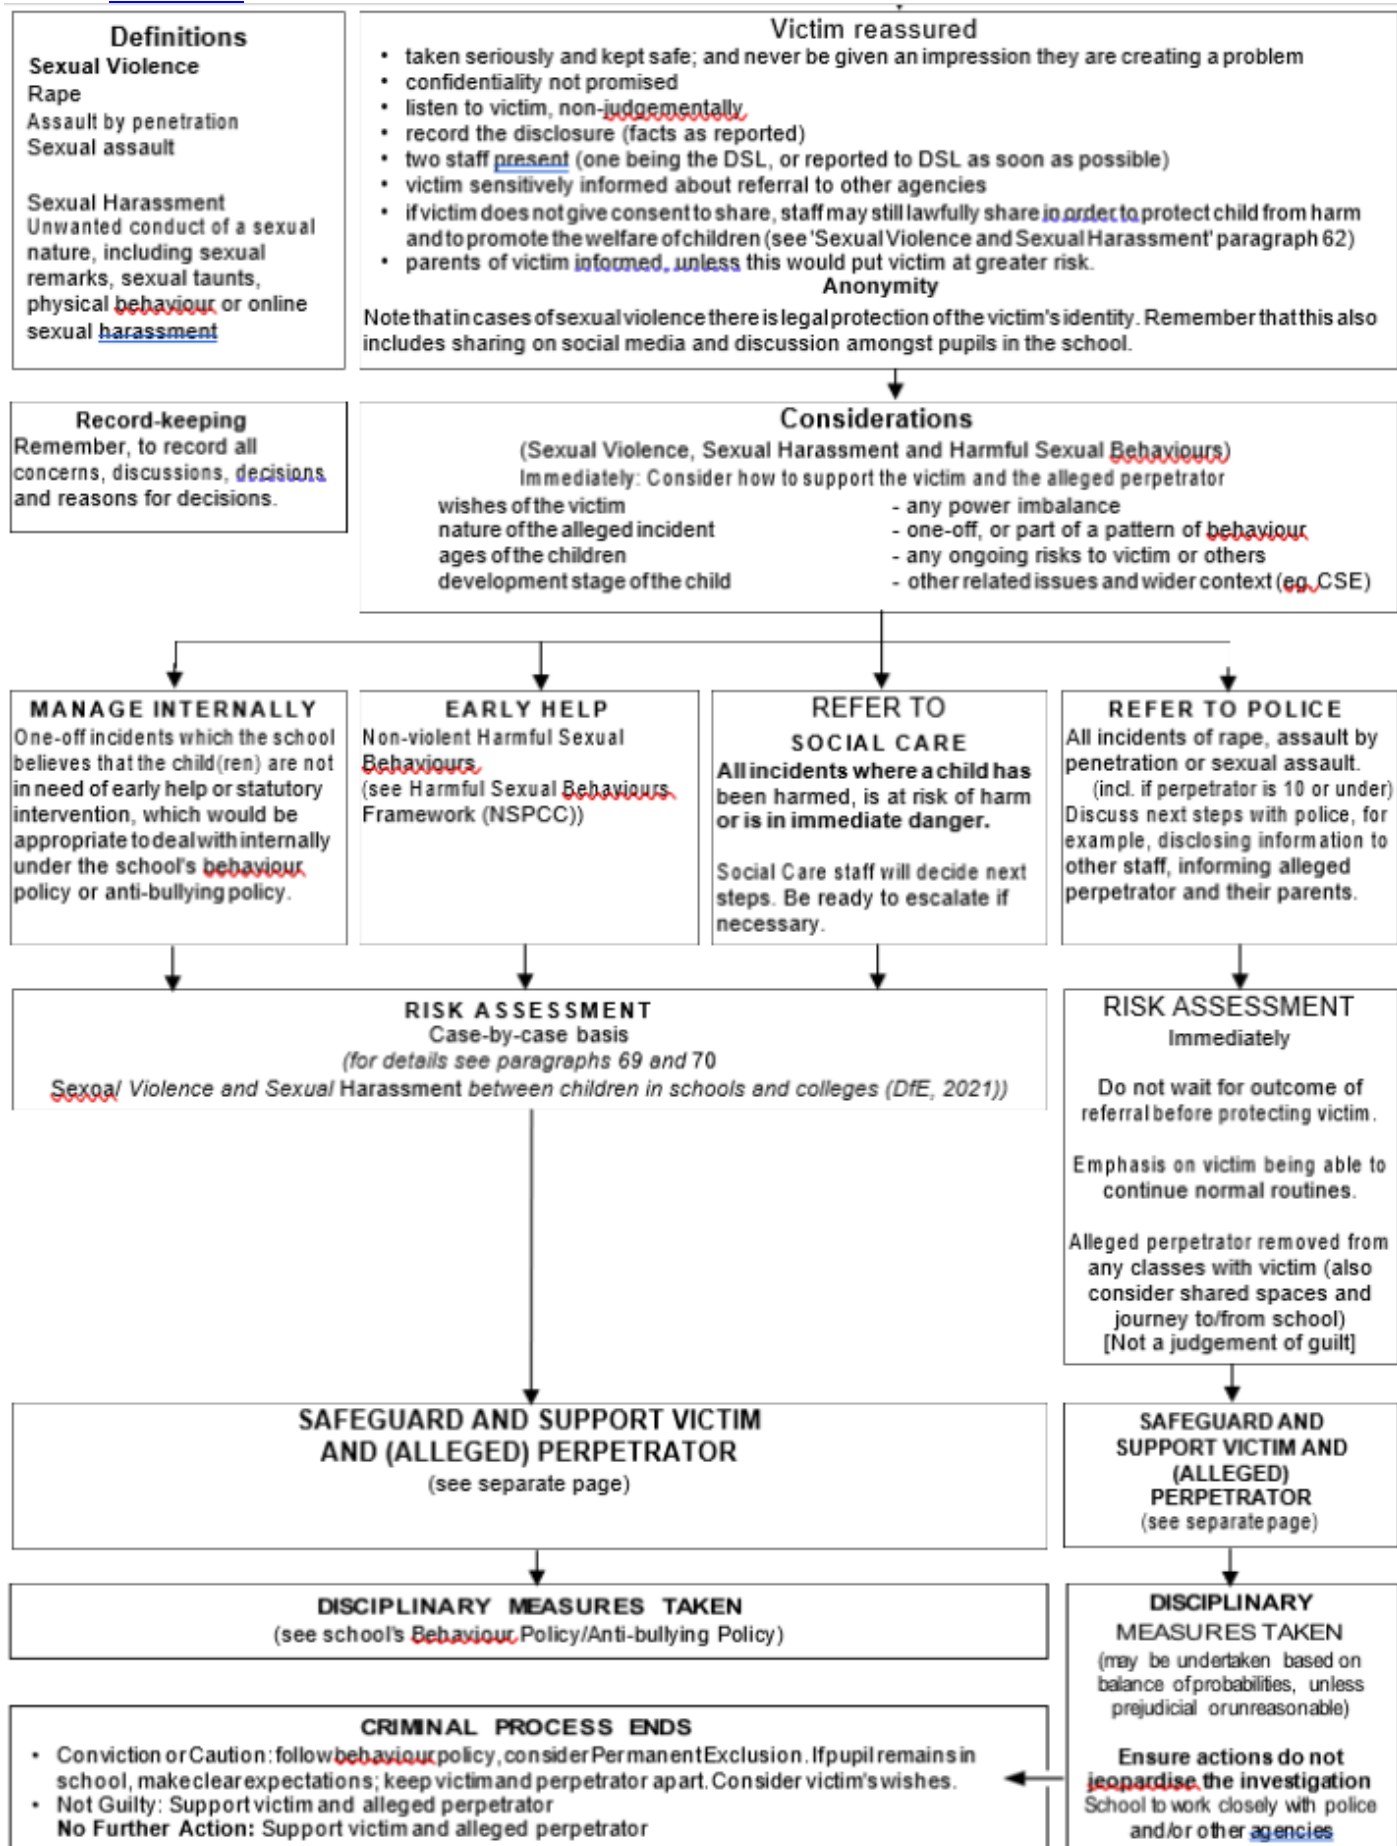 Definitions
Sexual Violence
Rape
Assault by penetration
Sexual assault
Sexual Harassment
Unwanted conduct of a sexual
nature, including sexual
remarks, sexual taunts,
physical behaviour or online
sexual harassment
Victim reassured
• taken seriously and kept safe; and never be given an impression they are creating a problem
• confidentiality not promised
• listen to victim, non-judgementally
• record the disclosure (facts as reported)
• two staff present (one being the DSL, or reported to DSL as soon as possible)
• victim sensitively informed about referral to other agencies
• if victim does not give consent to share, staff may still lawfully share in order to protect child from harm
and to promote the welfare of children (see 'Sexual Violence and Sexual Harassment' paragraph 62)
• parents of victim informed, unless this would put victim at greater risk.
Anonymity
Note that in cases of sexual violence there is legal protection of the victim's identity. Remember that this also
includes sharing on social media and discussion amongst pupils in the school.
Record-keeping
Remember, to record all
concerns, discussions, decisions
and reasons for decisions.
Considerations
(Sexual Violence, Sexual Harassment and Harmful Sexual Behaviours)
Immediately: Consider how to support the victim and the alleged perpetrator
wishes of the victim - any power imbalance
nature of the alleged incident - one-off, or part of a pattern of behaviour
ages of the children - any ongoing risks to victim or others
development stage of the child - other related issues and wider context (eg. CSE)
MANAGE INTERNALLY
One-off incidents which the school
believes that the child(ren) are not
in need of early help or statutory
intervention, which would be
appropriate to deal with internally
under the school's behaviour
policy or anti-bullying policy.
EARLY HELP
Non-violent Harmful Sexual
Behaviours
(see Harmful Sexual Behaviours
Framework (NSPCC))
REFER TO
SOCIAL CARE
All incidents where a child has
been harmed, is at risk of harm
or is in immediate danger.
Social Care staff will decide next
steps. Be ready to escalate if
necessary.
REFER TO POLICE
All incidents of rape, assault by
penetration or sexual assault.
(incl. if perpetrator is 10 or under)
Discuss next steps with police, for
example, disclosing information to
other staff, informing alleged
perpetrator and their parents.
RISK ASSESSMENT
Case-by-case basis
(for details see paragraphs 69 and 70
Sexoa/ Violence and Sexual Harassment between children in schools and colleges (DfE, 2021))
RISK ASSESSMENT
Immediately
Do not wait for outcome of
referral before protecting victim.
Emphasis on victim being able to
continue normal routines.
Alleged perpetrator removed from
any classes with victim (also
consider shared spaces and
journey to/from school)
[Not a judgement of guilt]
SAFEGUARD AND SUPPORT VICTIM
AND (ALLEGED) PERPETRATOR
(see separate page)
SAFEGUARD AND
SUPPORT VICTIM AND
(ALLEGED)
PERPETRATOR
(see separate page)
DISCIPLINARY MEASURES TAKEN
(see school's Behaviour Policy/Anti-bullying Policy)
DISCIPLINARY
MEASURES TAKEN
(may be undertaken based on
balance of probabilities, unless
prejudicial or unreasonable)
Ensure actions do not
jeopardise the investigation
School to work closely with police
and/or other agencies
CRIMINAL PROCESS ENDS
• Conviction or Caution: follow behaviour policy, consider Permanent Exclusion. If pupil remains in
school, make clear expectations; keep victim and perpetrator apart. Consider victim's wishes.
• Not Guilty: Support victim and alleged perpetrator
No Further Action: Support victim and alleged perpetrator